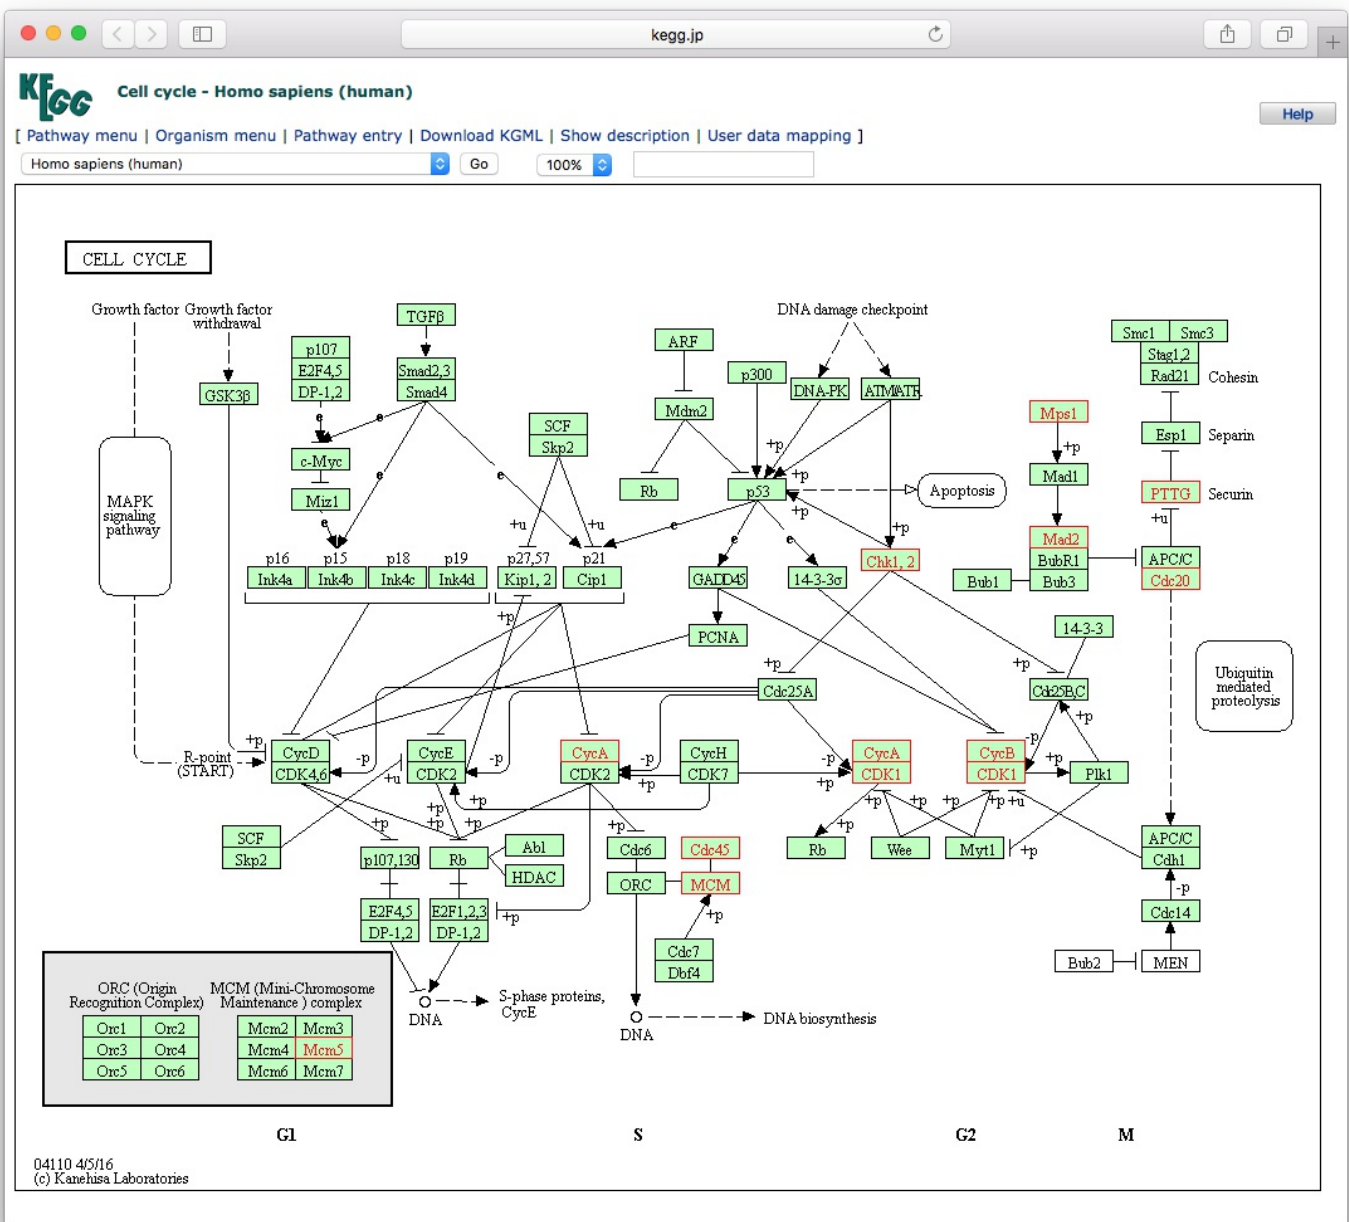 kegg.jp
KEGG
Cell cycle - Homo sapiens (human)
Help
[ Pathway menu | Organism menu | Pathway entry | Download KGML | Show description | User data mapping ]
Homo sapiens (human)
Go
100%
CELL CYCLE
Growth factor
Growth factor
withdrawal
TGFβ
DNA damage checkpoint
Smc1
Smc3
Stag1,2
Rad21
Cohesin
p107
E2F4,5
DP-1,2
Smad2,3
Smad4
ARF
p300
DNA-PK
ATM/ATR
GSK3β
Mdm2
Mps1
+p
SCF
Skp2
Esp1
Separin
e
e
c-Myc
Miz1
e
e
e
Rb
p53
+p
+p
+p
Apoptosis
Mad1
PTTG
Securin
+u
MAPK
signaling
pathway
+u
+u
e
e
e
+p
Mad2
BubR1
Bub3
Bub1
APC/C
Cdc20
p16
Ink4a
p15
Ink4b
p18
Ink4c
p19
Ink4d
p27,57
Kip1, 2
p21
Cip1
GADD45
14-3-3σ
Chk1, 2
+p
PCNA
14-3-3
Ubiquitin
mediated
proteolysis
+p
Cdc25A
+p
Cdc25B,C
+p
R-point
(START)
+p
CycD
CDK4,6
-p
CycE
CDK2
-p
+u
CycA
CDK2
-p
+p
CycH
CDK7
-p
+p
CycA
CDK1
CycB
CDK1
-p
+p
Plk1
SCF
Skp2
+p
+p
+p
+p
+p
+p
+p
+p
+u
+p
p107,130
Rb
Abl
HDAC
Cdc6
Cdc45
ORC
MCM
Rb
Wee
Myt1
APC/C
Cdh1
-p
E2F4,5
DP-1,2
E2F1,2,3
DP-1,2
+p
+p
Cdc7
Dbf4
Cdc14
Bub2
MEN
DNA
S-phase proteins,
CycE
DNA
DNA biosynthesis
ORC (Origin
Recognition Complex)
Orc1
Orc2
Orc3
Orc4
Orc5
Orc6
MCM (Mini-Chromosome
Maintenance ) complex
Mcm2
Mcm3
Mcm4
Mcm5
Mcm6
Mcm7
G1
S
G2
M
04110 4/5/16
(c) Kanehisa Laboratories